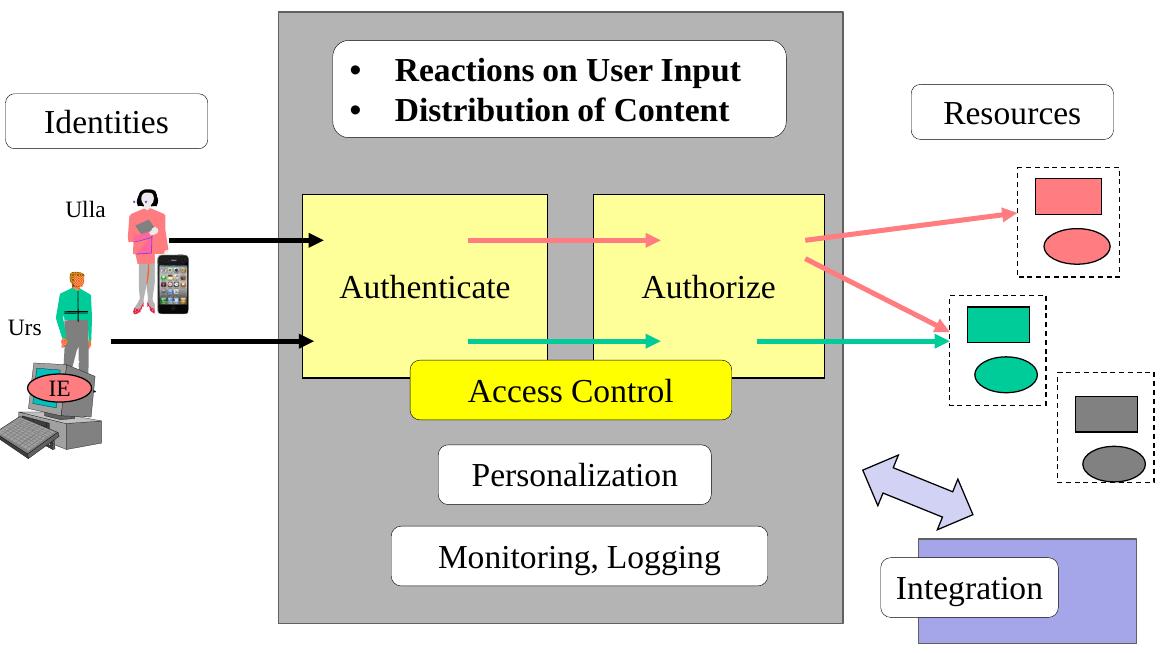 • Reactions on User Input
• Distribution of Content
Identities
Resources
Ulla
Authenticate
Authorize
Urs
IE
Access Control
Personalization
Monitoring, Logging
Integration